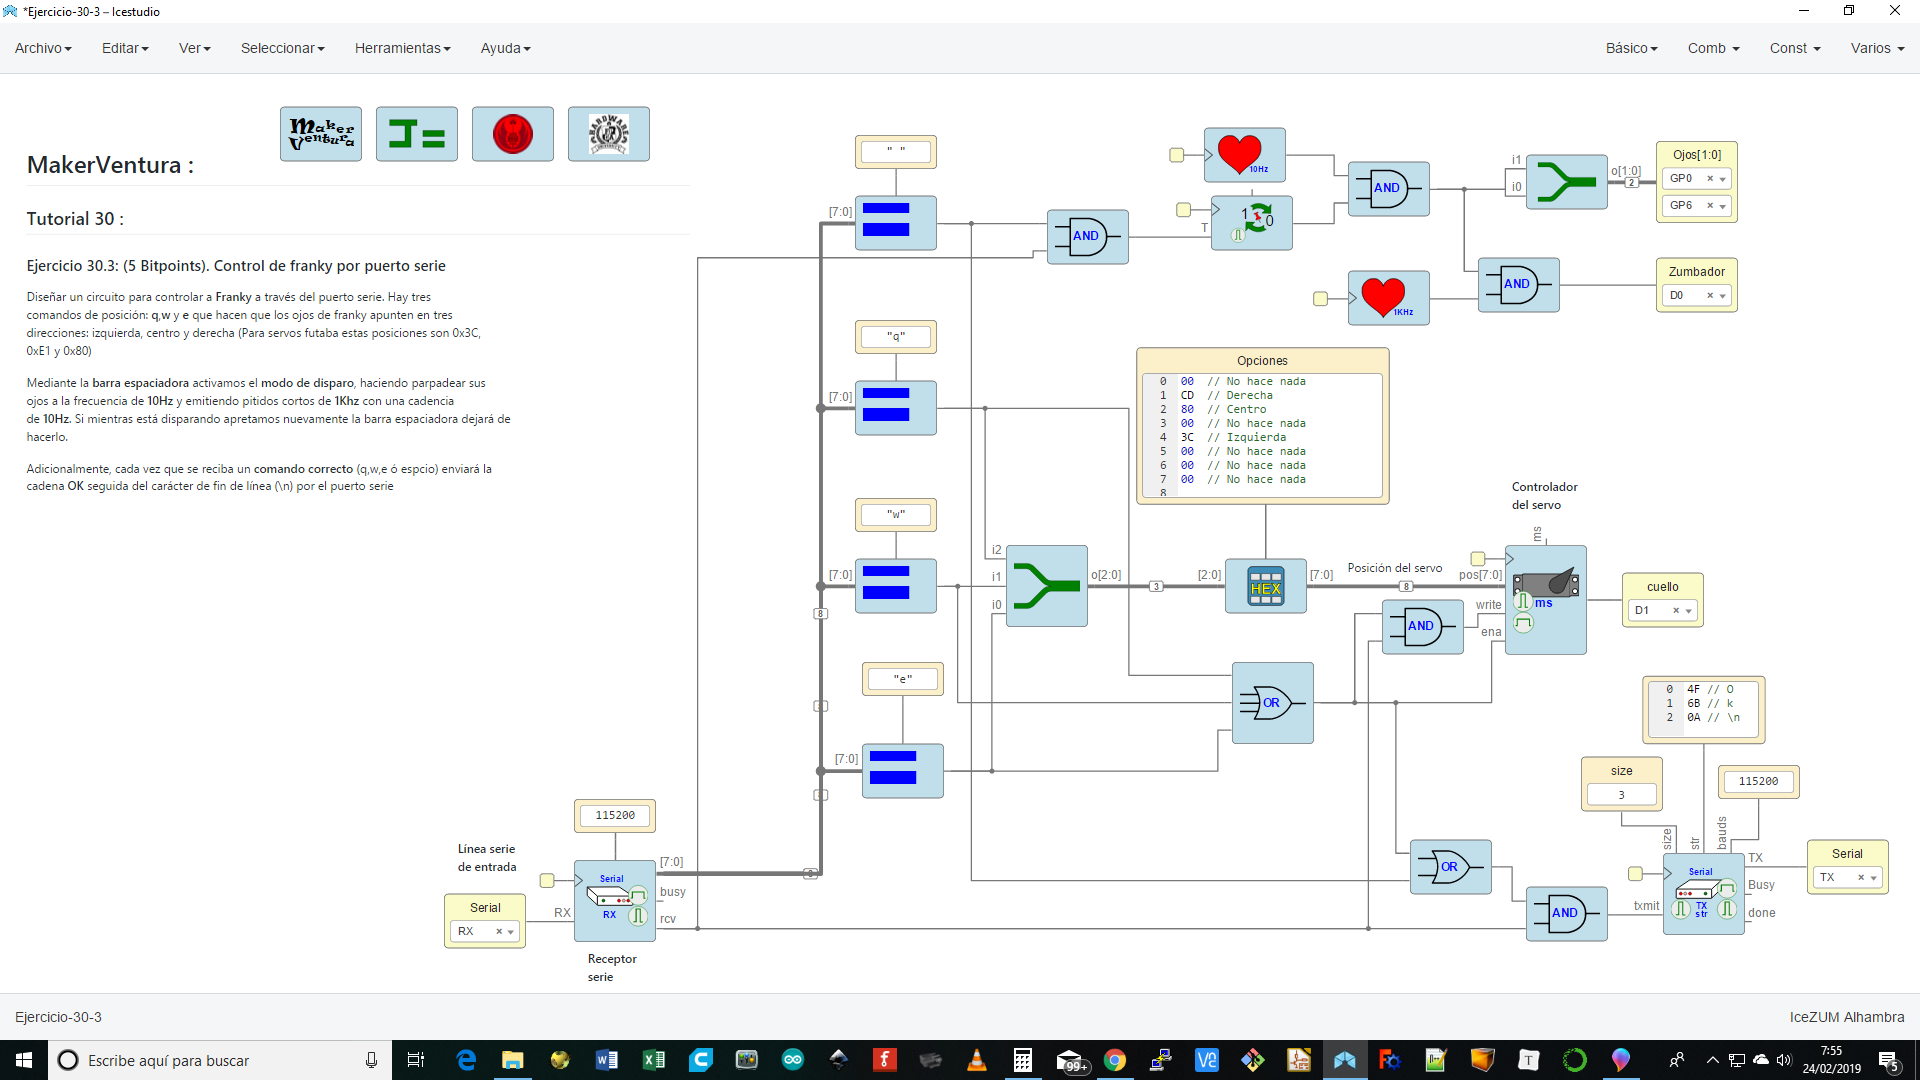 *Ejercicio-30-3 – Icestudio
Archivo Editar Ver Seleccionar Herramientas Ayuda Básico Comb Const Varios
Maker Ventura
MakerVentura :
Tutorial 30 :
Ejercicio 30.3: (5 Bitpoints). Control de franky por puerto serie
Diseñar un circuito para controlar a Franky a través del puerto serie. Hay tres
comandos de posición: q,w y e que hacen que los ojos de franky apunten en tres
direcciones: izquierda, centro y derecha (Para servos futaba estas posiciones son 0x3C,
0xE1 y 0x80)
Mediante la barra espaciadora activamos el modo de disparo, haciendo parpadear sus
ojos a la frecuencia de 10Hz y emitiendo pitidos cortos de 1Khz con una cadencia
de 10Hz. Si mientras está disparando apretamos nuevamente la barra espaciadora dejará de
hacerlo.
Adicionalmente, cada vez que se reciba un comando correcto (q,w,e ó espcio) enviará la
cadena OK seguida del carácter de fin de línea (\n) por el puerto serie
" "
[7:0]
AND
10Hz
1 0
T
AND
i1
i0
o[1:0]
2
Ojos[1:0]
GP0 ×
GP6 ×
1KHz
AND
Zumbador
D0 ×
"q"
[7:0]
Opciones
0 00 // No hace nada
1 CD // Derecha
2 80 // Centro
3 00 // No hace nada
4 3C // Izquierda
5 00 // No hace nada
6 00 // No hace nada
7 00 // No hace nada
8
"w"
[7:0]
8
i2
i1
i0
o[2:0]
3
[2:0]
HEX
[7:0]
Posición del servo
8
Controlador
del servo
ms
pos[7:0]
write
ena
ms
cuello
D1 ×
AND
"e"
[7:0]
OR
0 4F // O
1 6B // k
2 0A // \n
size
3
115200
115200
Línea serie
de entrada
Serial
RX ×
RX
Serial
RX
[7:0]
busy
rcv
Receptor
serie
OR
AND
size
str
bauds
txmit
Serial
TX
str
TX
Busy
done
Serial
TX ×
Ejercicio-30-3 IceZUM Alhambra
Escribe aquí para buscar
99+
7:55
24/02/2019
5